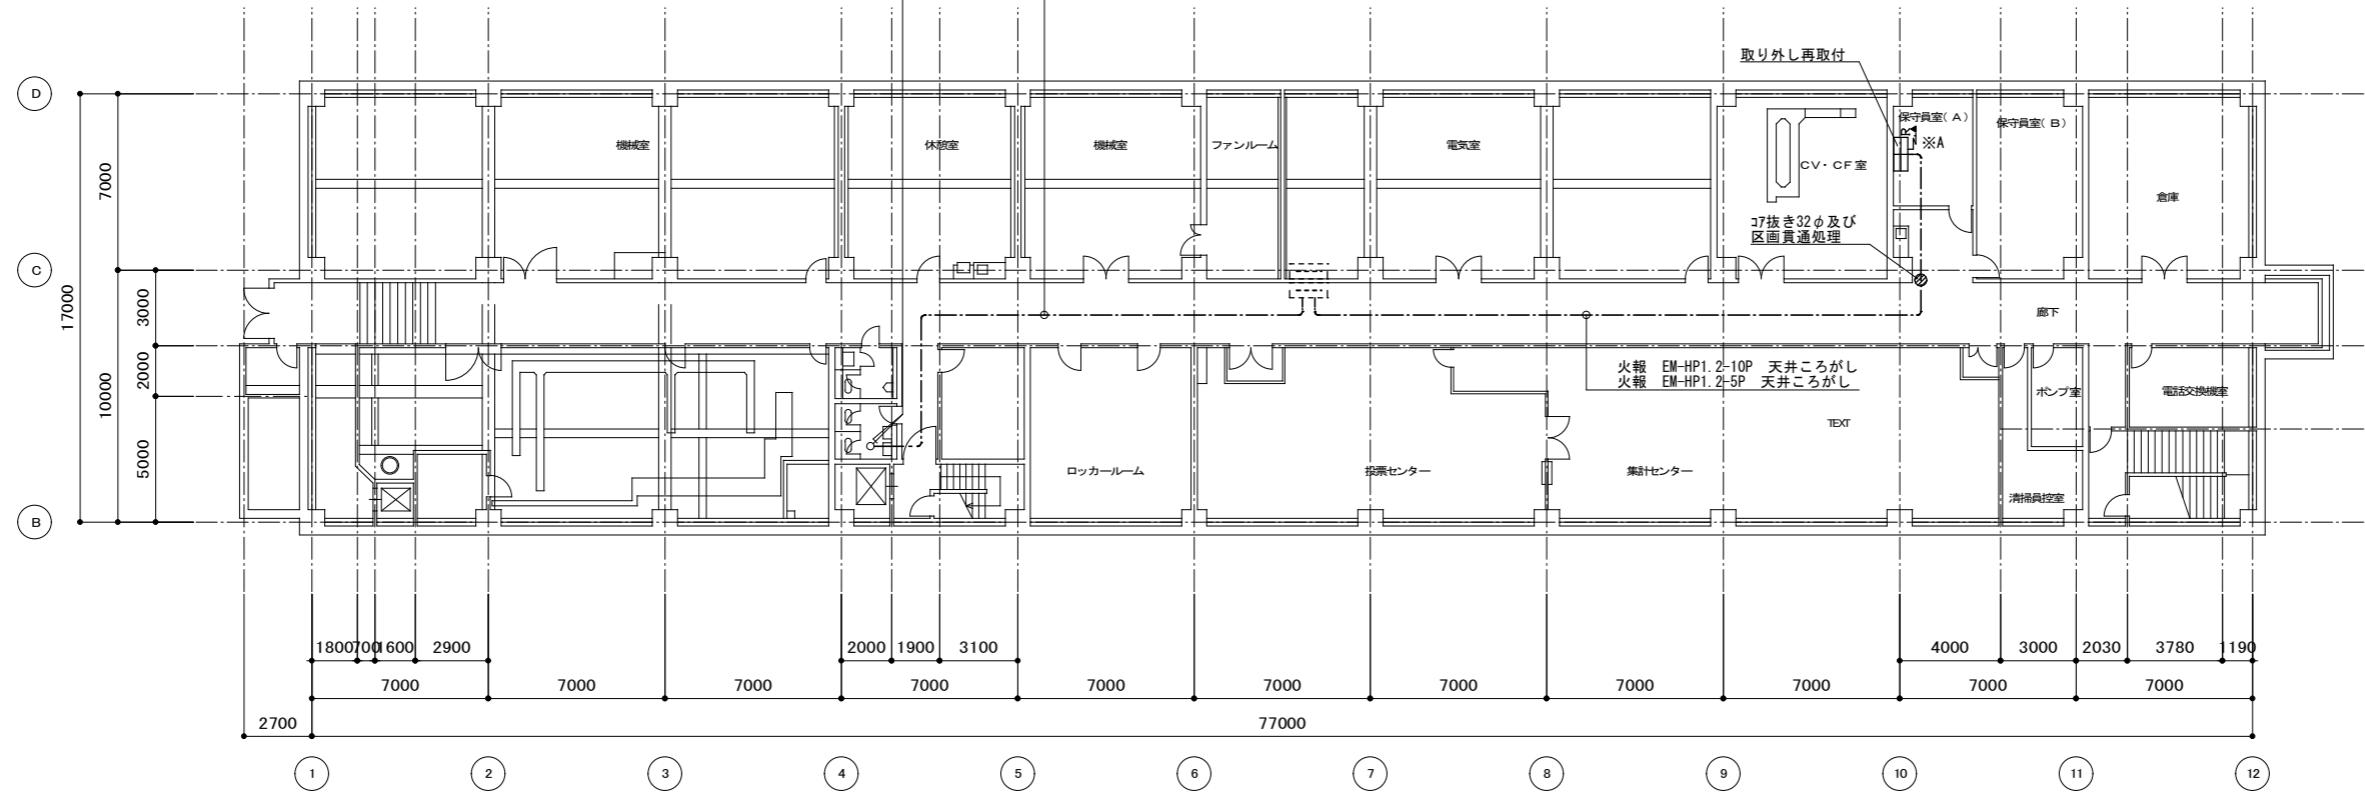 取り外し再取付
D
保守員室(A)
保守員室(B)
機械室
休憩室
機械室
ファンルーム
電気室
R
※A
CV・CF室
倉庫
7000
コア抜き32φ及び
区画貫通処理
C
17000
3000
廊下
2000
10000
火報 EM-HP1.2-10P 天井ころがし
火報 EM-HP1.2-5P 天井ころがし
ポンプ室
電話交換機室
TEXT
5000
ロッカールーム
投票センター
集計センター
清掃員控室
B
1800
700
1600
2900
2000
1900
3100
4000
3000
2030
3780
1190
7000
7000
7000
7000
7000
7000
7000
7000
7000
7000
7000
2700
77000
1
2
3
4
5
6
7
8
9
10
11
12